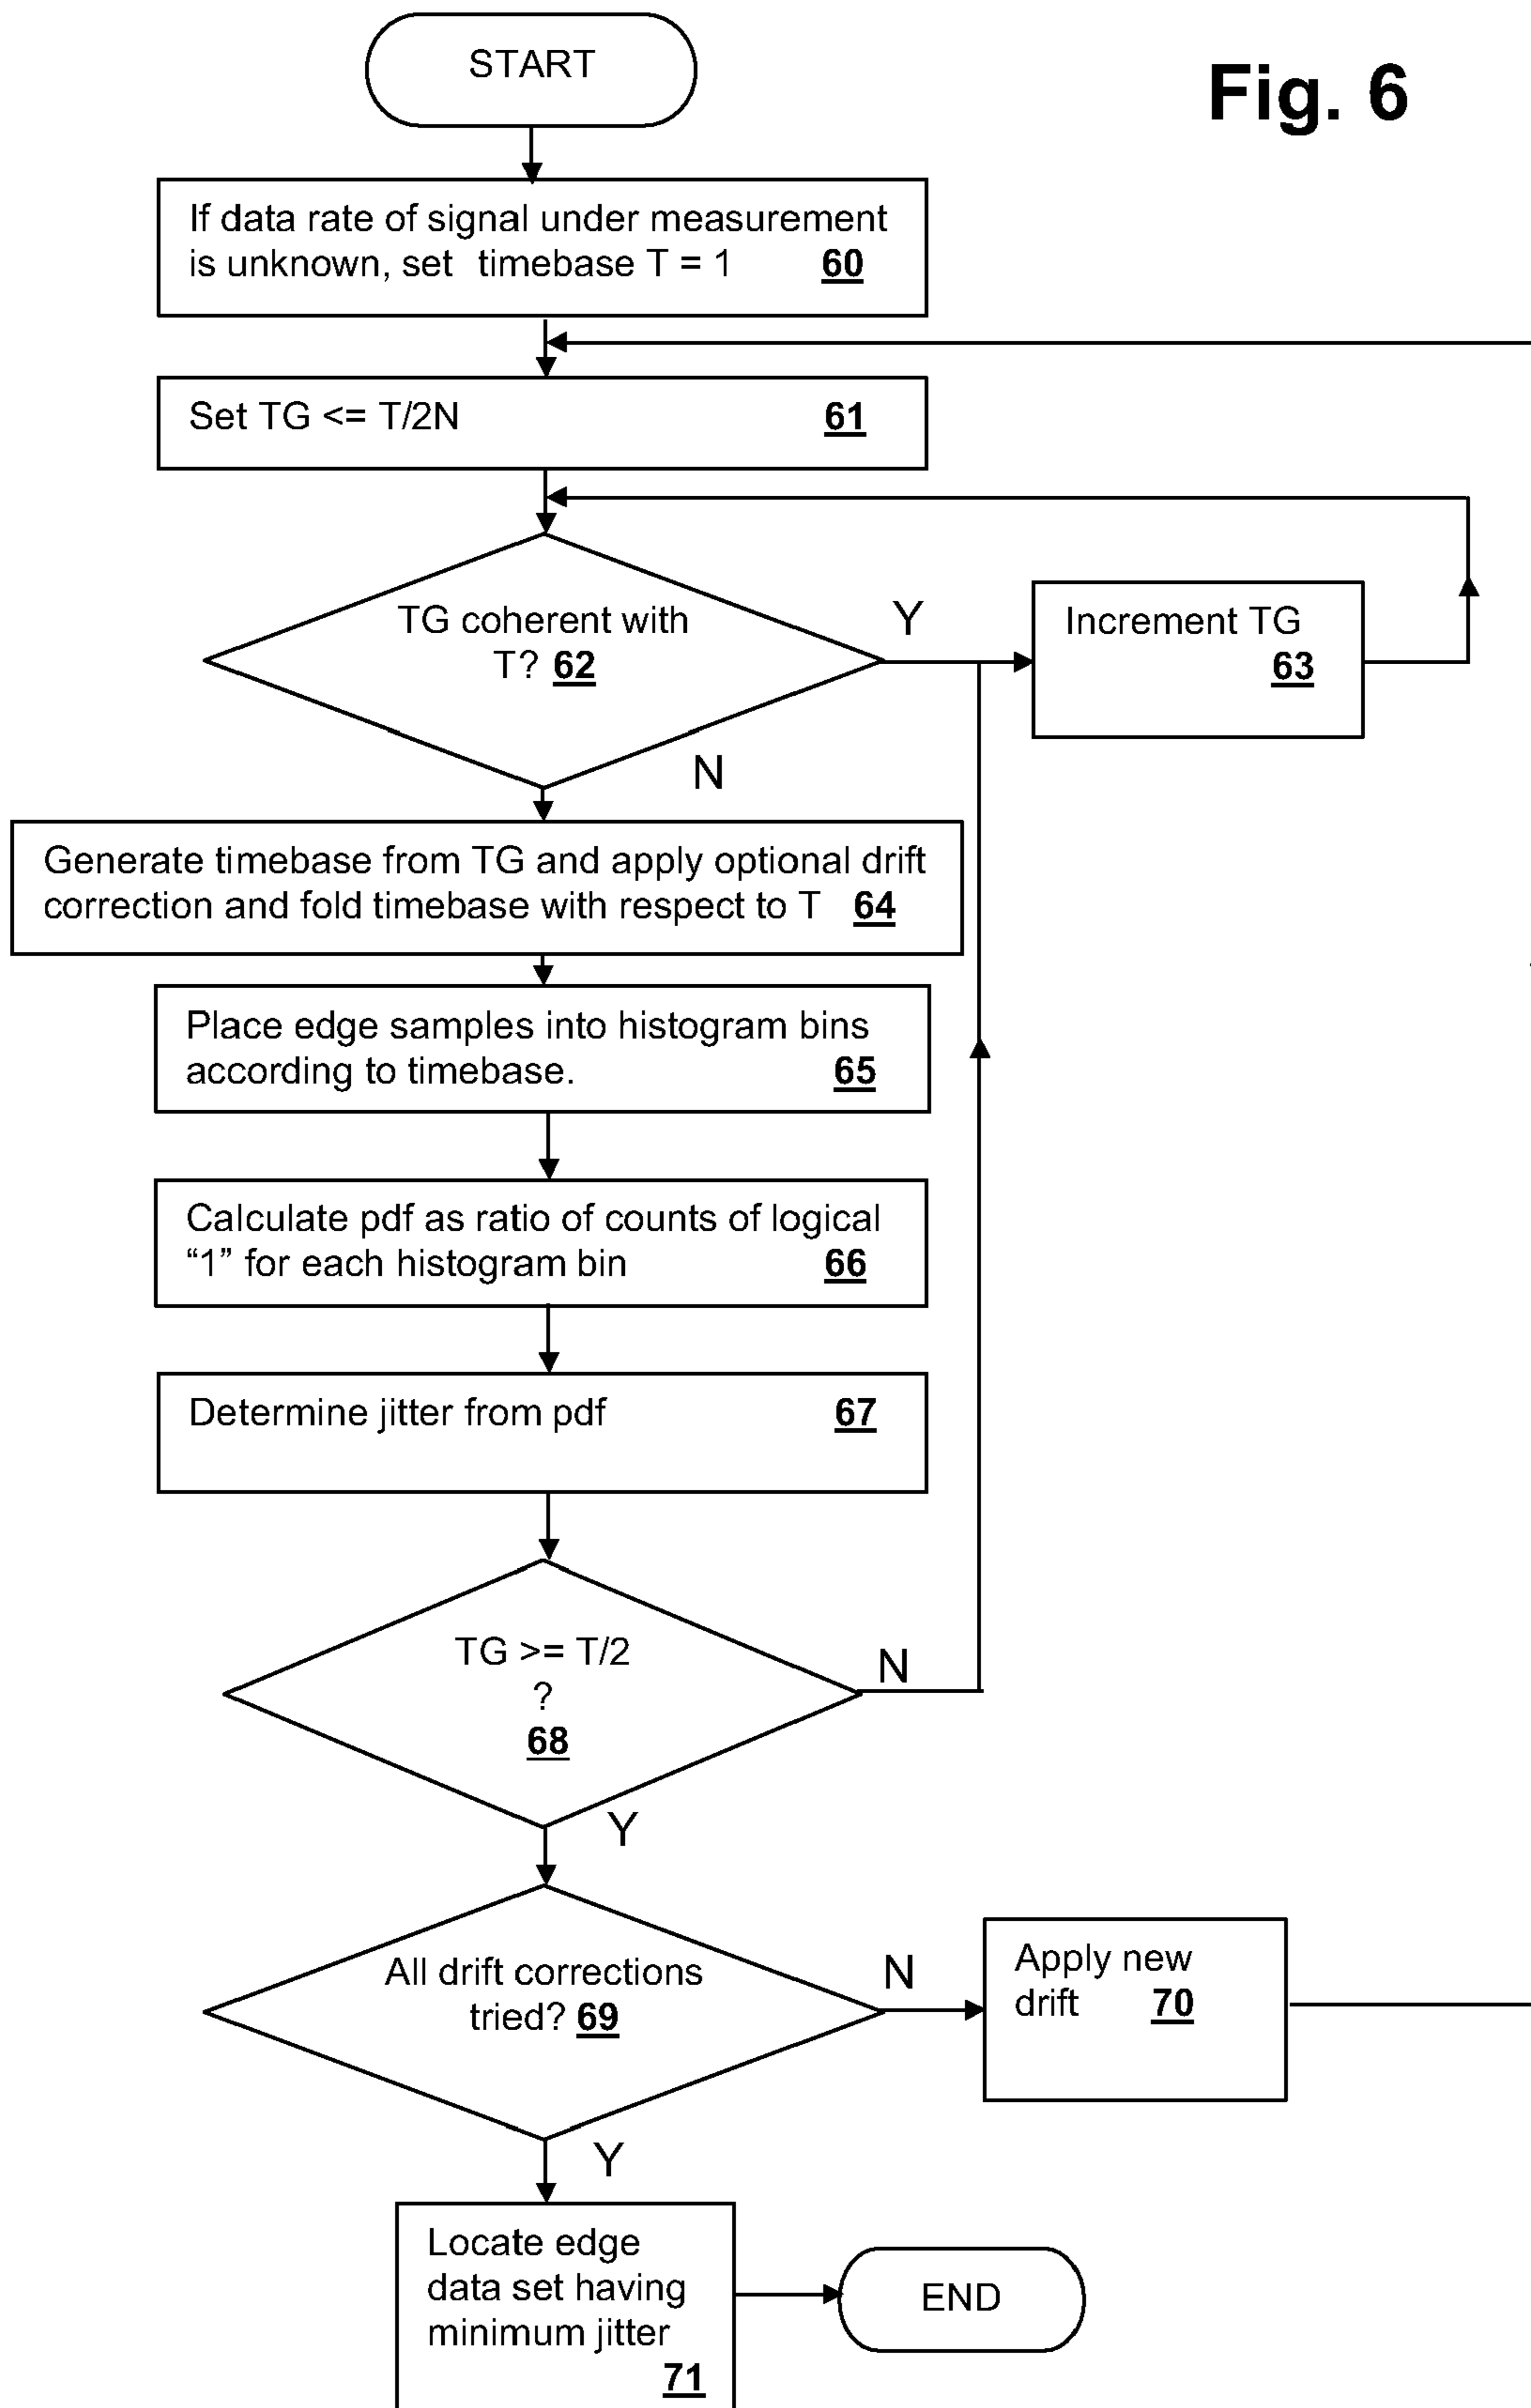 START
Fig. 6
If data rate of signal under measurement
is unknown, set timebase T = 1 60
Set TG <= T/2N 61
TG coherent with
T? 62
Y
Increment TG
63
N
Generate timebase from TG and apply optional drift
correction and fold timebase with respect to T 64
Place edge samples into histogram bins
according to timebase. 65
Calculate pdf as ratio of counts of logical
“1” for each histogram bin 66
Determine jitter from pdf 67
TG >= T/2
?
68
N
Y
All drift corrections
tried? 69
N
Apply new
drift 70
Y
Locate edge
data set having
minimum jitter
71
END